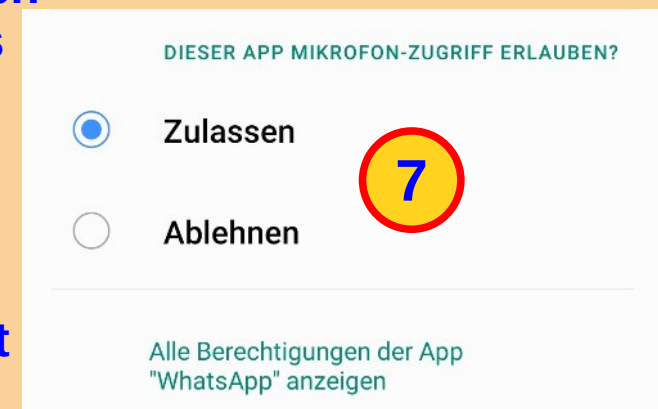 DIESER APP MIKROFON-ZUGRIFF ERLAUBEN?
Zulassen
7
Ablehnen
Alle Berechtigungen der App
"WhatsApp" anzeigen